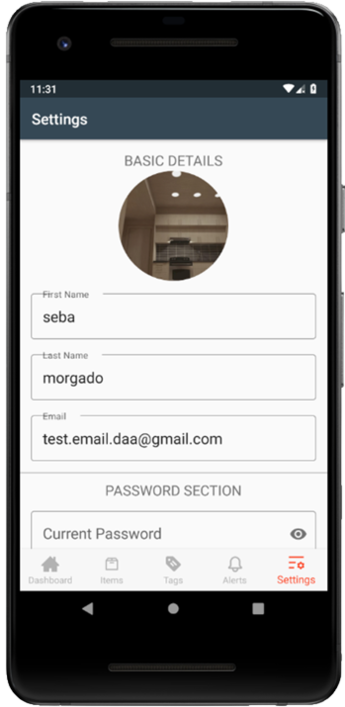 11:31
Settings
BASIC DETAILS
First Name
seba
Last Name
morgado
Email
test.email.daa@gmail.com
PASSWORD SECTION
Current Password
Dashboard
Items
Tags
Alerts
Settings